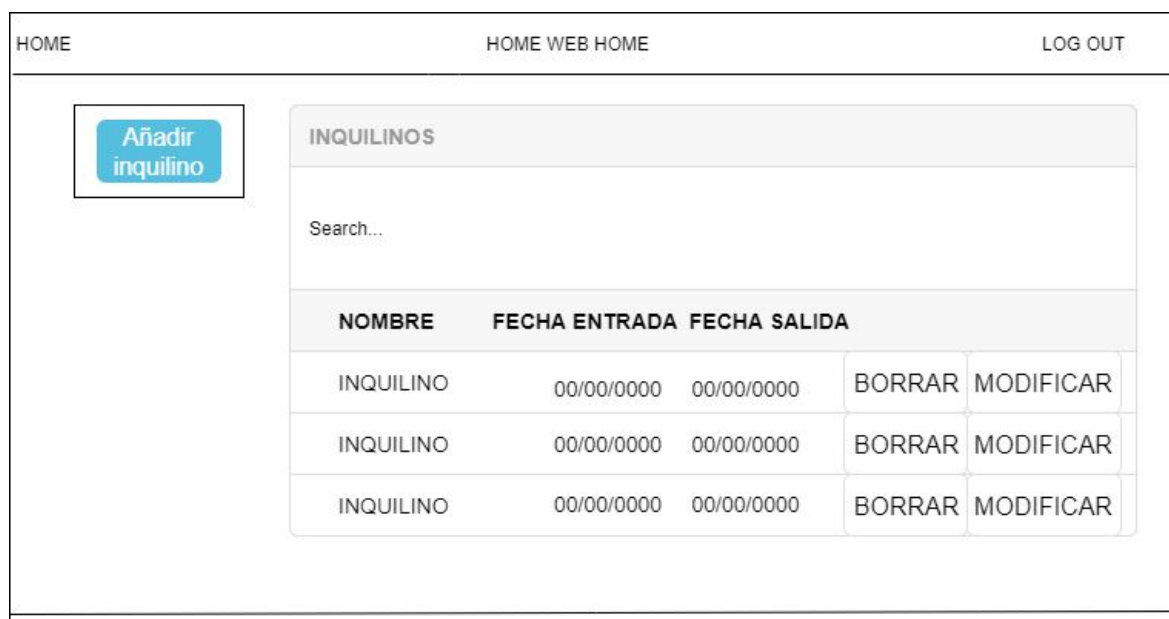 HOME HOME WEB HOME LOG OUT
Añadir
inquilino
INQUILINOS
Search...
NOMBRE FECHA ENTRADA FECHA SALIDA
INQUILINO 00/00/0000 00/00/0000 BORRAR MODIFICAR
INQUILINO 00/00/0000 00/00/0000 BORRAR MODIFICAR
INQUILINO 00/00/0000 00/00/0000 BORRAR MODIFICAR